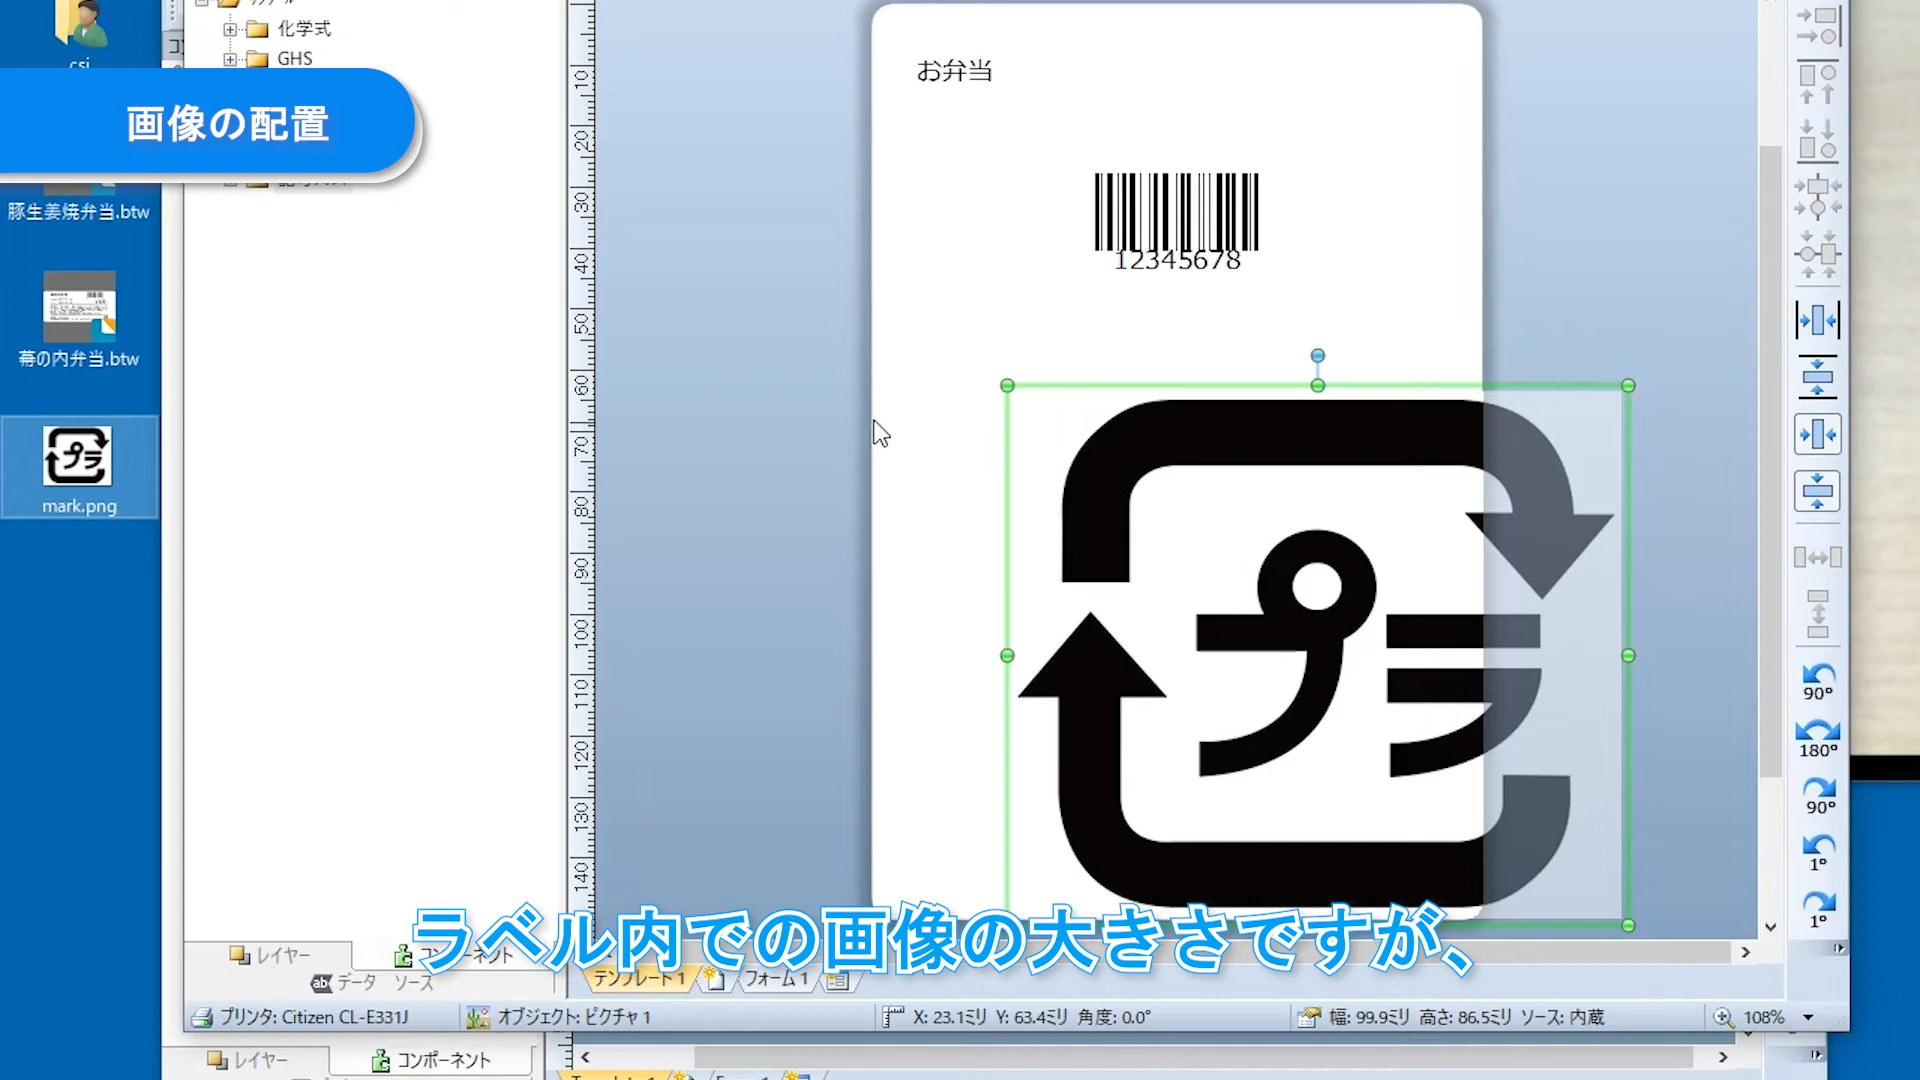 化学式
csi
GHS
画像の配置
お弁当
豚生姜焼弁当.btw
12345678
幕の内弁当.btw
mark.png
プラ
10
20
30
40
50
60
70
80
90
100
110
120
130
140
90°
180°
90°
1°
1°
ラベル内での画像の大きさですが、
レイヤー
データ ソース
テンプレート 1
フォーム 1
プリンタ: Citizen CL-E331J
オブジェクト: ピクチャ 1
X: 23.1ミリ Y: 63.4ミリ 角度: 0.0°
幅: 99.9ミリ 高さ: 86.5ミリ ソース: 内蔵
108%
レイヤー
コンポーネント